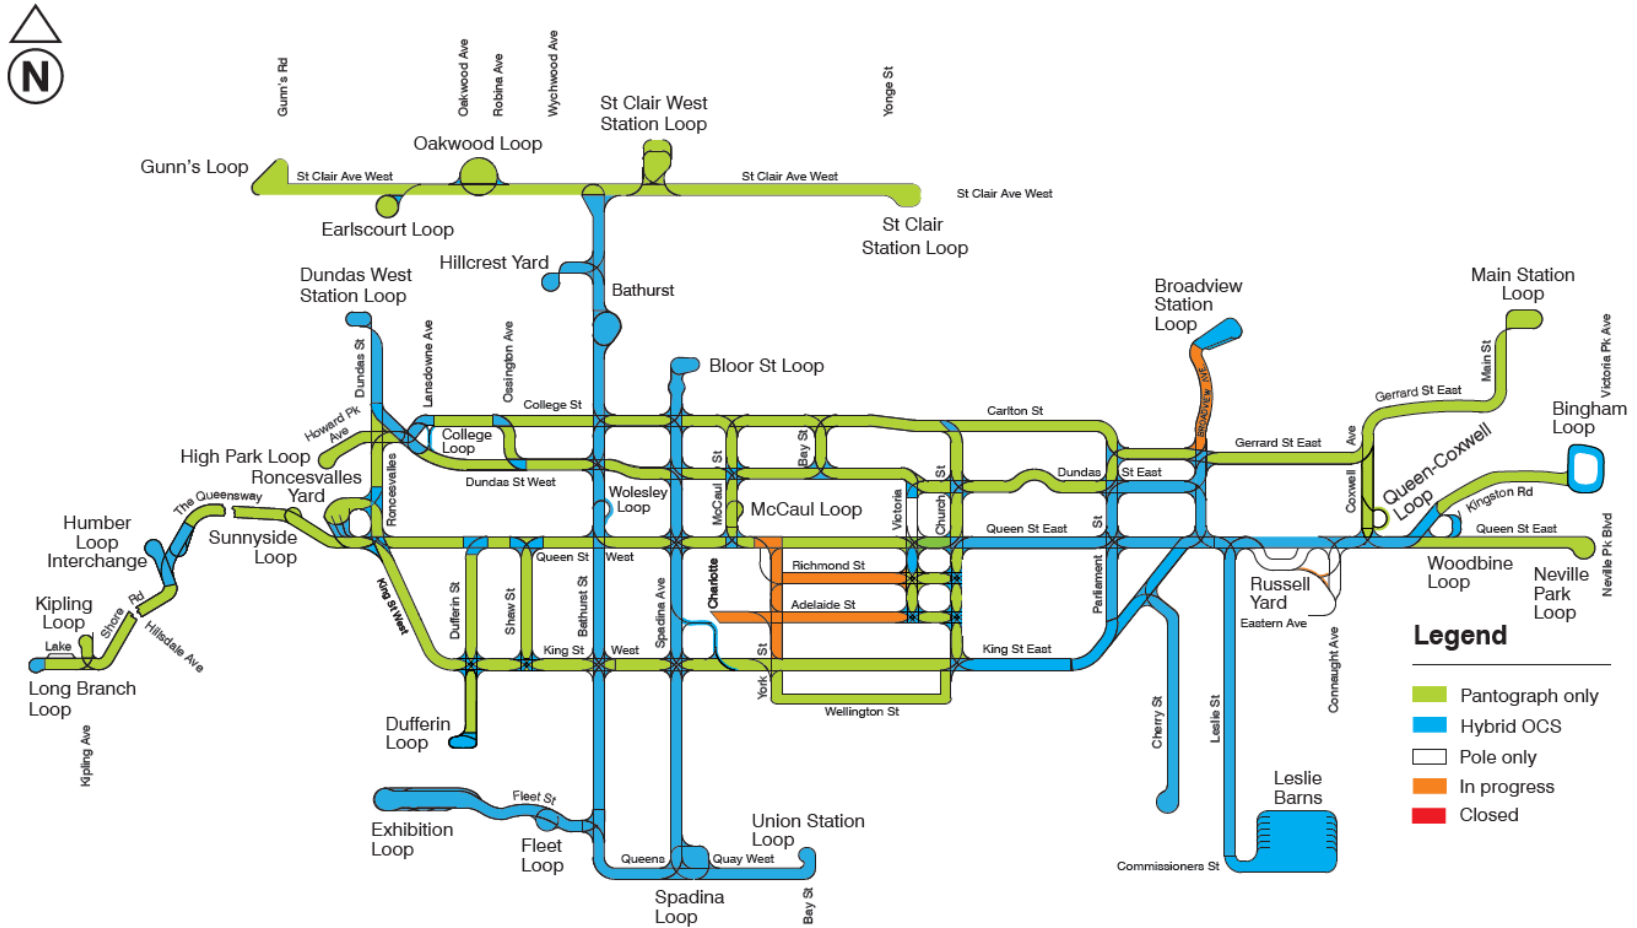 N
Gunn's Rd
Oakwood Ave
Robina Ave
Wychwood Ave
Yonge St
St Clair West
Station Loop
Oakwood Loop
Gunn's Loop
St Clair Ave West
St Clair Ave West
St Clair Ave West
Earlscourt Loop
St Clair
Station Loop
Hillcrest Yard
Dundas West
Station Loop
Bathurst
Broadview
Station
Loop
Main Station
Loop
Victoria Pk Ave
Dundas St
Lansdowne Ave
Ossington Ave
Bloor St Loop
BROADVIEW AVE
Main St
Gerrard St East
Bingham
Loop
College St
Carlton St
Howard Pk
Ave
College
Loop
Bay St
Gerrard St East
Ave
Coxwell
Queen-Coxwell
Loop
High Park Loop
Roncesvalles
Yard
Roncesvalles
Dundas St West
McCaul
St
Dundas
St East
The Queensway
Wolesley
Loop
McCaul Loop
Victoria
Church
St
Kingston Rd
Humber
Loop
Interchange
Sunnyside
Loop
Queen St
West
Queen St East
Parliament
St
Queen St East
Neville Pk Blvd
Richmond St
Charlotte
Russell
Yard
Woodbine
Loop
Neville
Park
Loop
King St West
Dufferin St
Shaw St
Bathurst St
Spadina Ave
Adelaide St
Eastern Ave
Connaught Ave
Kipling
Loop
Lake
Shore
Rd
Hillsdale Ave
King St
West
York
St
King St East
Long Branch
Loop
Kipling Ave
Wellington St
Dufferin
Loop
Cherry St
Leslie St
Legend
Pantograph only
Hybrid OCS
Pole only
In progress
Closed
Fleet St
Exhibition
Loop
Fleet
Loop
Union Station
Loop
Leslie
Barns
Queens
Quay West
Commissioners St
Spadina
Loop
Bay St